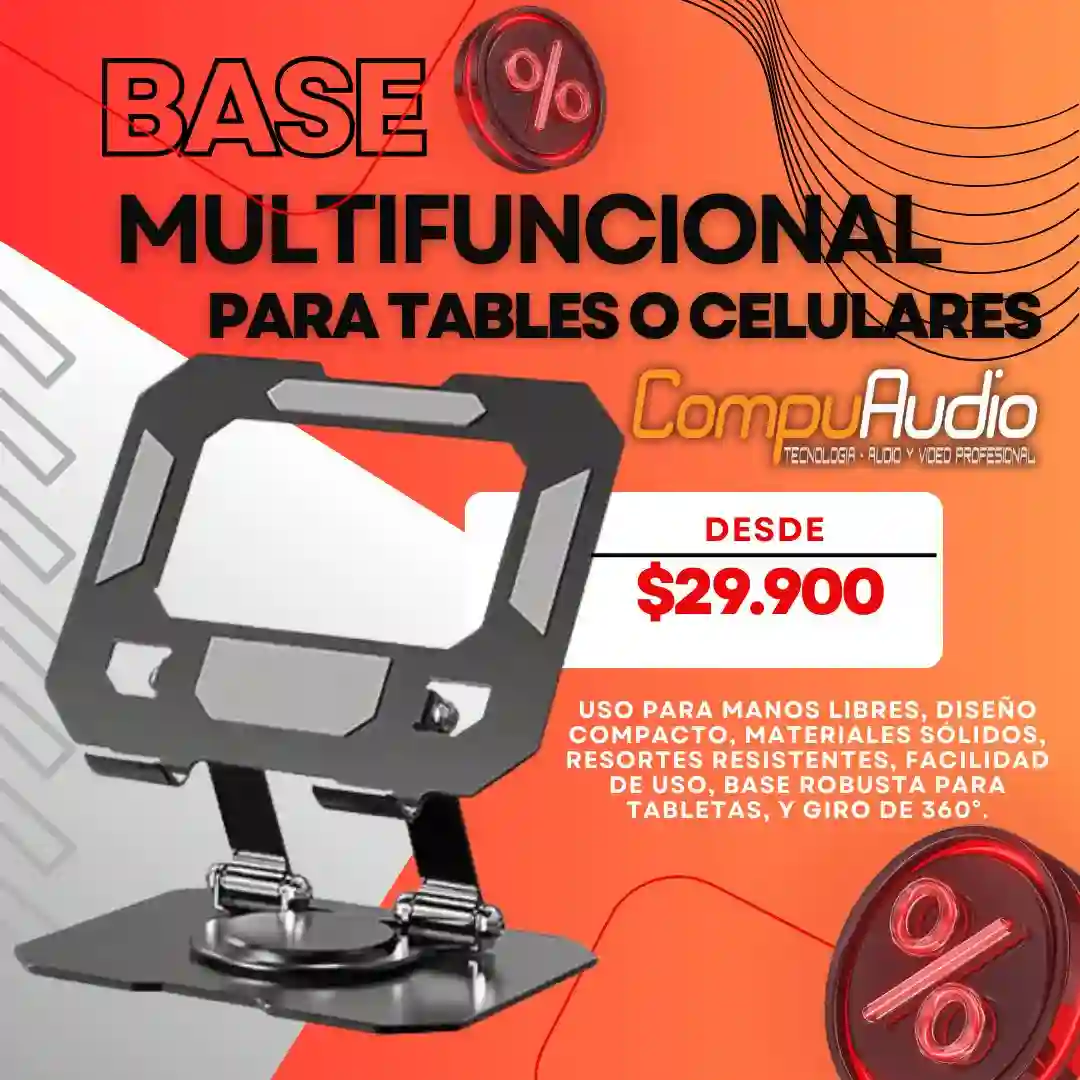 BASE
%
MULTIFUNCIONAL
PARA TABLES O CELULARES
CompuAudio
TECNOLOGIA - AUDIO Y VIDEO PROFESIONAL
DESDE
$29.900
USO PARA MANOS LIBRES, DISEÑO
COMPACTO, MATERIALES SÓLIDOS,
RESORTES RESISTENTES, FACILIDAD
DE USO, BASE ROBUSTA PARA
TABLETAS, Y GIRO DE 360°.
%